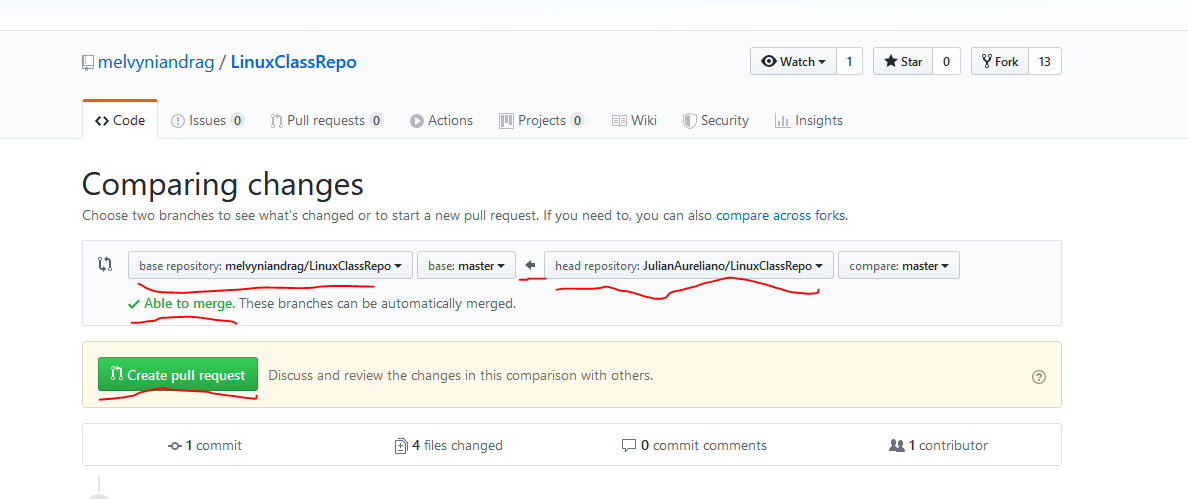 melvyniandrag / LinuxClassRepo
Watch 1 Star 0 Fork 13
Code Issues 0 Pull requests 0 Actions Projects 0 Wiki Security Insights
Comparing changes
Choose two branches to see what's changed or to start a new pull request. If you need to, you can also compare across forks.
base repository: melvyniandrag/LinuxClassRepo base: master head repository: JulianAureliano/LinuxClassRepo compare: master
Able to merge. These branches can be automatically merged.
Create pull request Discuss and review the changes in this comparison with others.
1 commit 4 files changed 0 commit comments 1 contributor